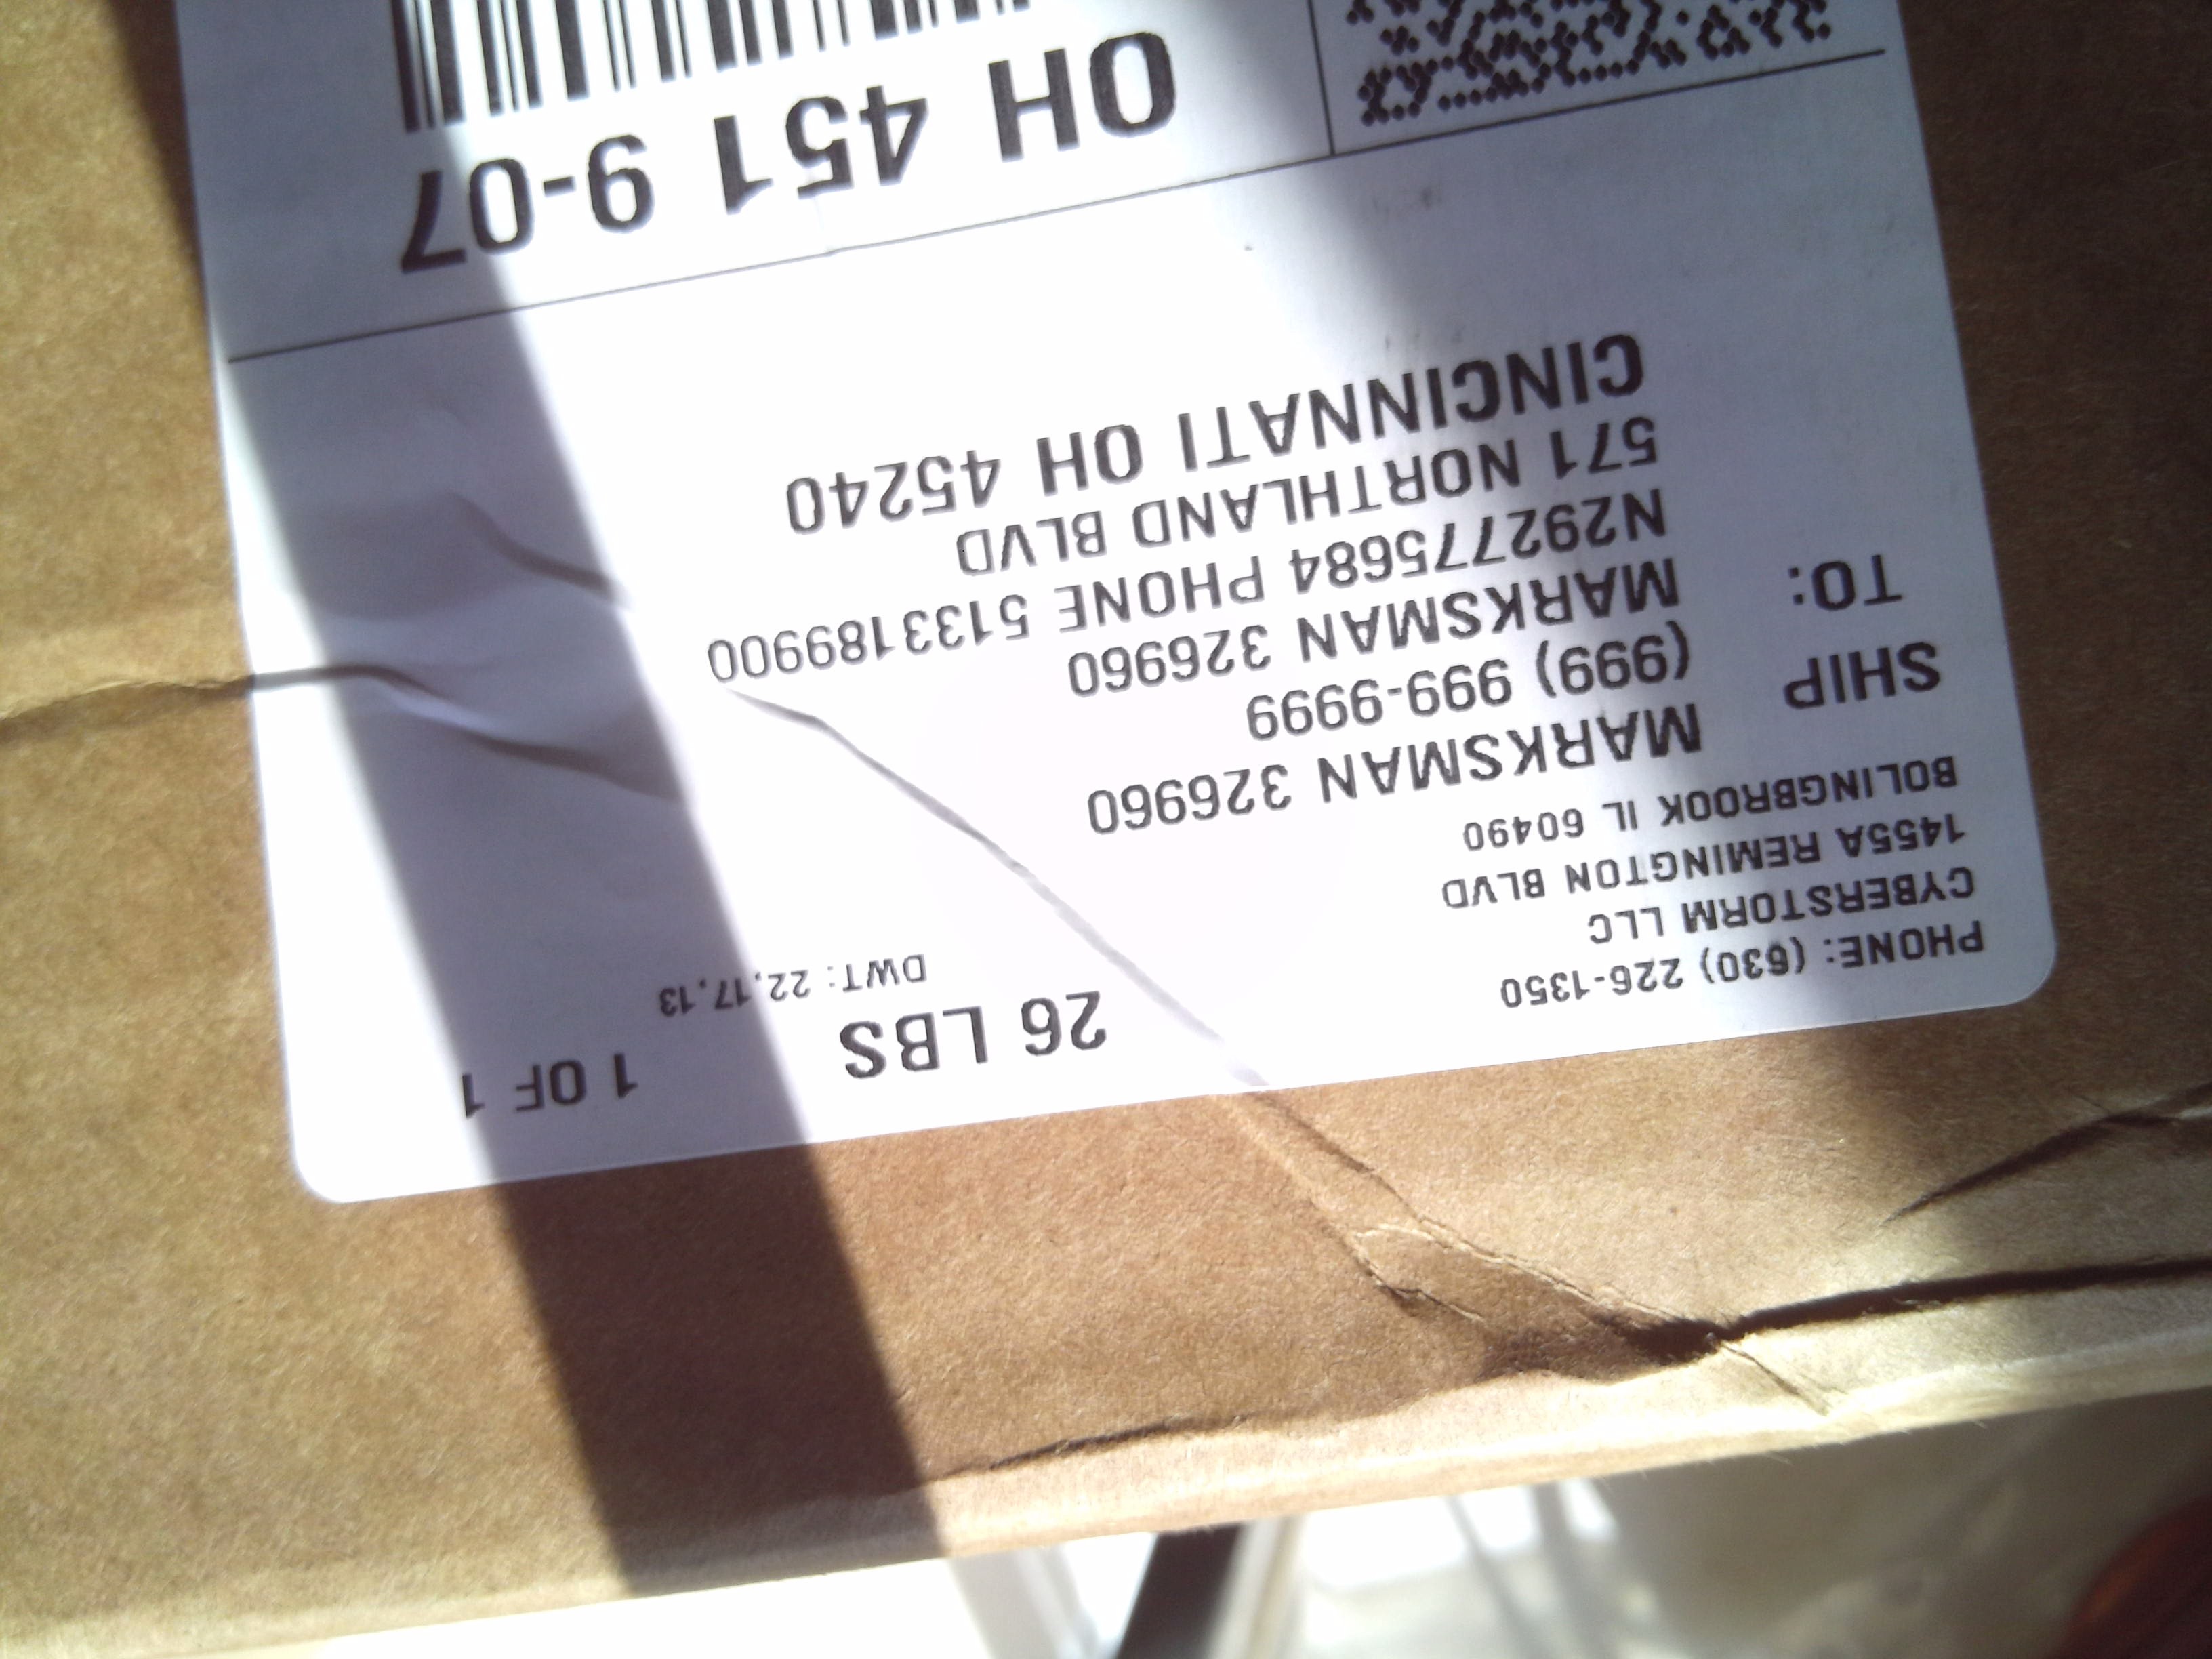 PHONE: (630) 226-1350
CYBERSTORM LLC
1455A REMINGTON BLVD
BOLINGBROOK IL 60490
26 LBS
1 OF 1
DWT: 22,17,13
SHIP
TO:
MARKSMAN 326960
(999) 999-9999
MARKSMAN 326960
N292775684 PHONE 5133189900
571 NORTHLAND BLVD
CINCINNATI OH 45240
OH 451 9-07